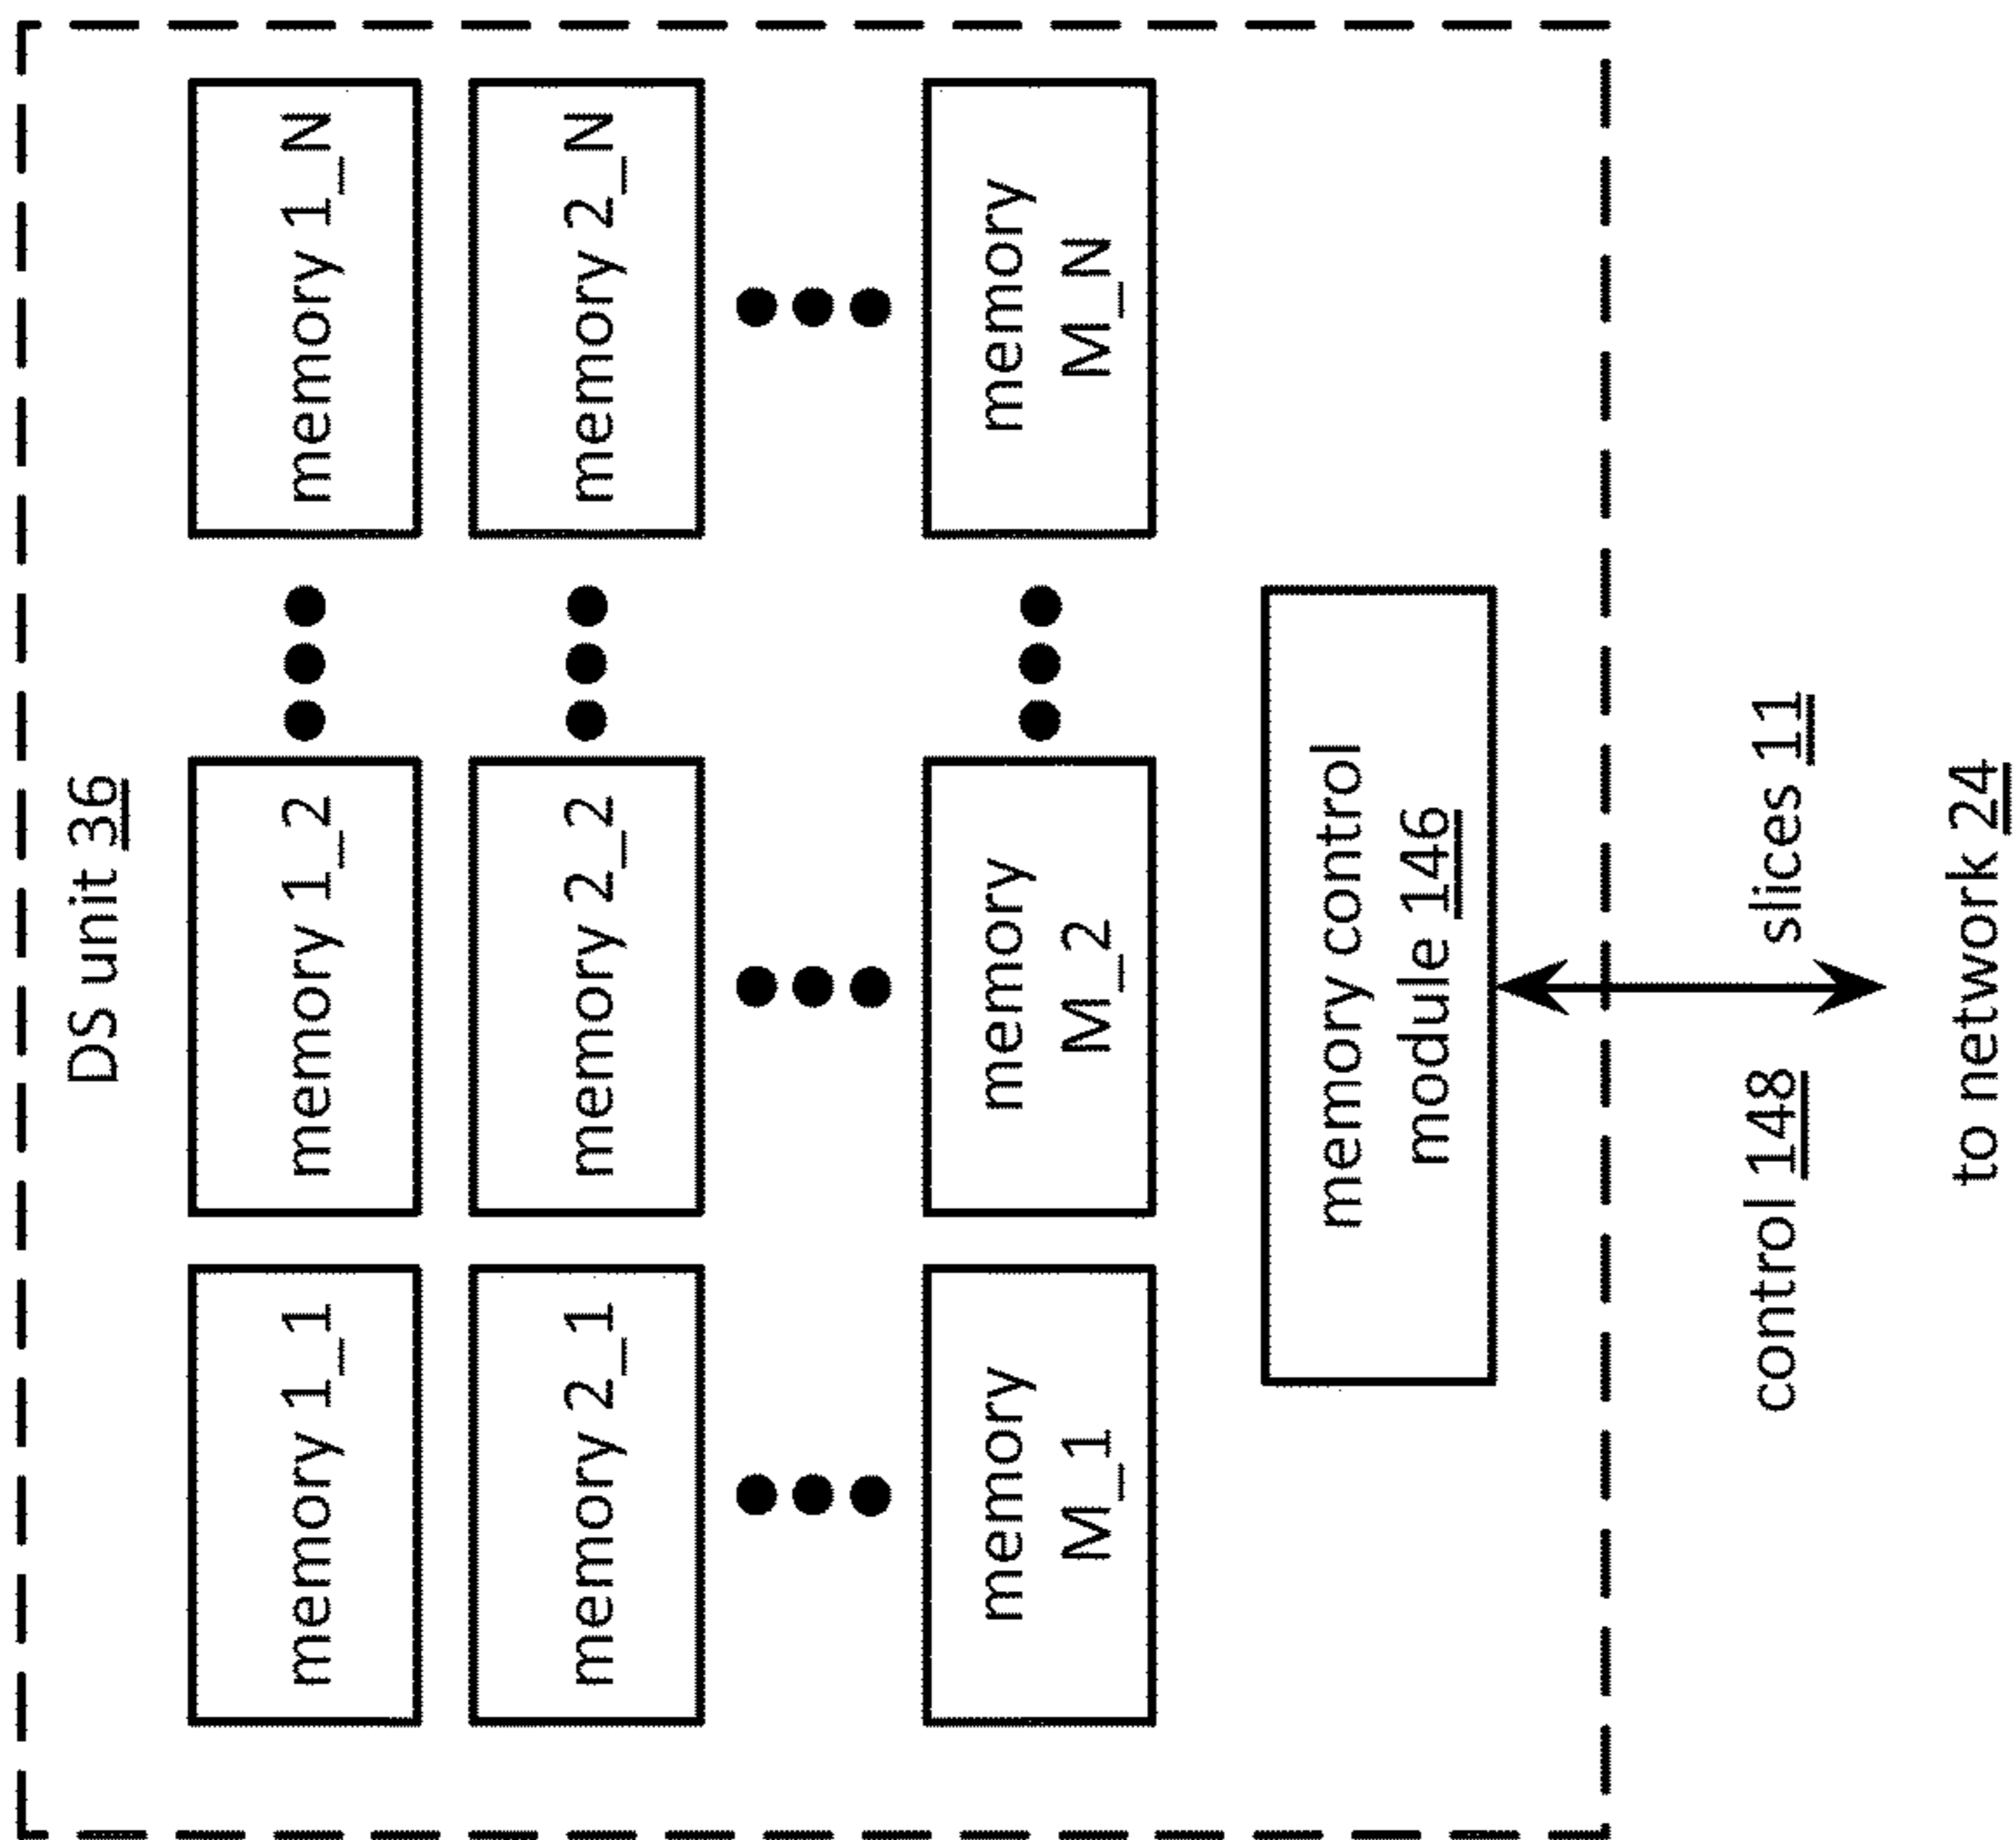 DS unit 36
memory 1_1
memory 1_2
memory 1_N
memory 2_1
memory 2_2
memory 2_N
memory
M_1
memory
M_2
memory
M_N
memory control
module 146
control 148
slices 11
to network 24